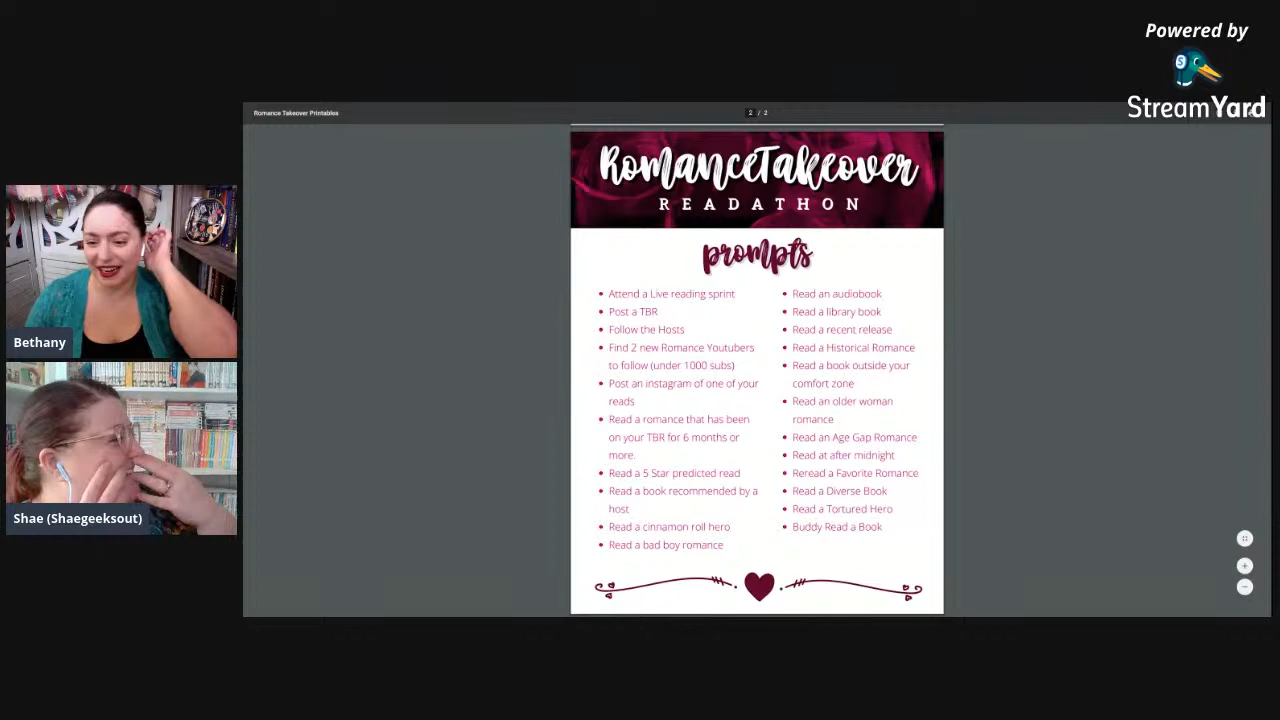 Powered by
StreamYard
Romance Takeover Printables
2 / 2
RomanceTakeover
READATHON
prompts
Attend a Live reading sprint
Post a TBR
Follow the Hosts
Find 2 new Romance Youtubers
to follow (under 1000 subs)
Post an instagram of one of your
reads
Read a romance that has been
on your TBR for 6 months or
more.
Read a 5 Star predicted read
Read a book recommended by a
host
Read a cinnamon roll hero
Read a bad boy romance
Read an audiobook
Read a library book
Read a recent release
Read a Historical Romance
Read a book outside your
comfort zone
Read an older woman
romance
Read an Age Gap Romance
Read at after midnight
Reread a Favorite Romance
Read a Diverse Book
Read a Tortured Hero
Buddy Read a Book
Bethany
Shae (Shaegeeksout)